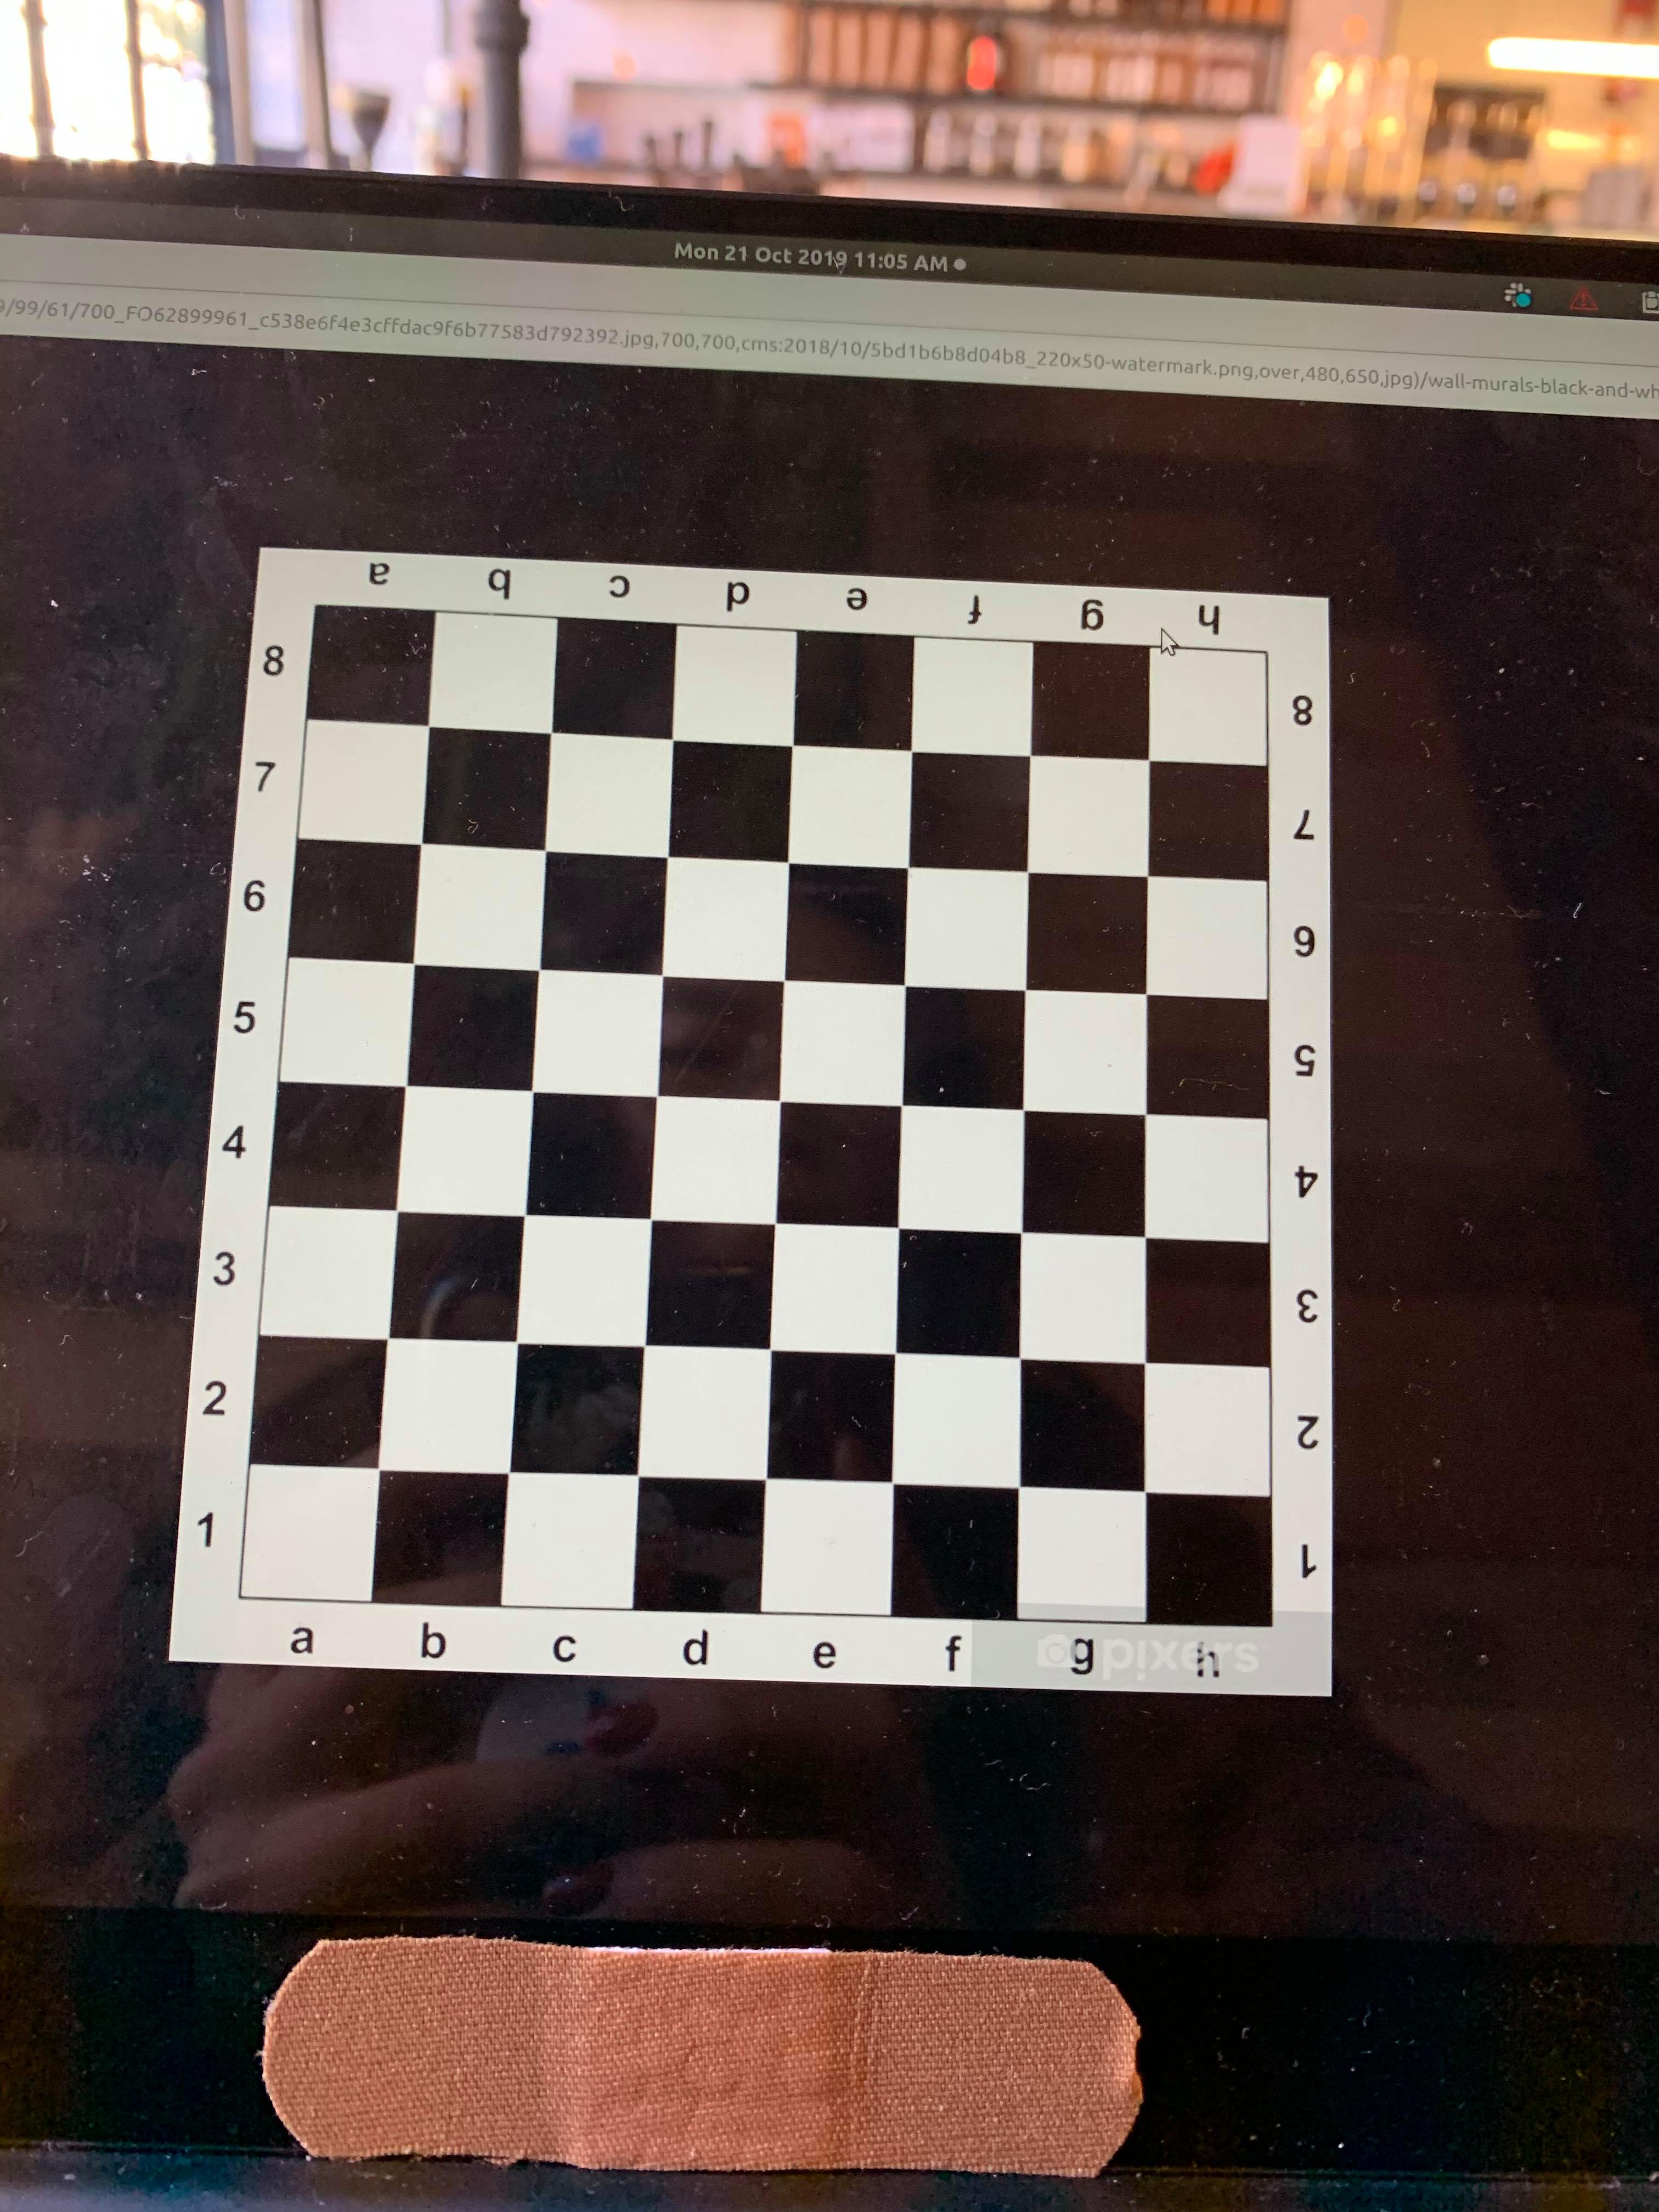 Mon 21 Oct 2019 11:05 AM
9/99/61/700_FO62899961_c538e6f4e3cffdac9f6b77583d792392.jpg,700,700,cms:2018/10/5bd1b6b8d04b8_220x50-watermark.png,over,480,650,jpg)/wall-murals-black-and-wh
a b c d e f g h
8 8
7 7
6 6
5 5
4 4
3 3
2 2
1 1
a b c d e f g h
pixers